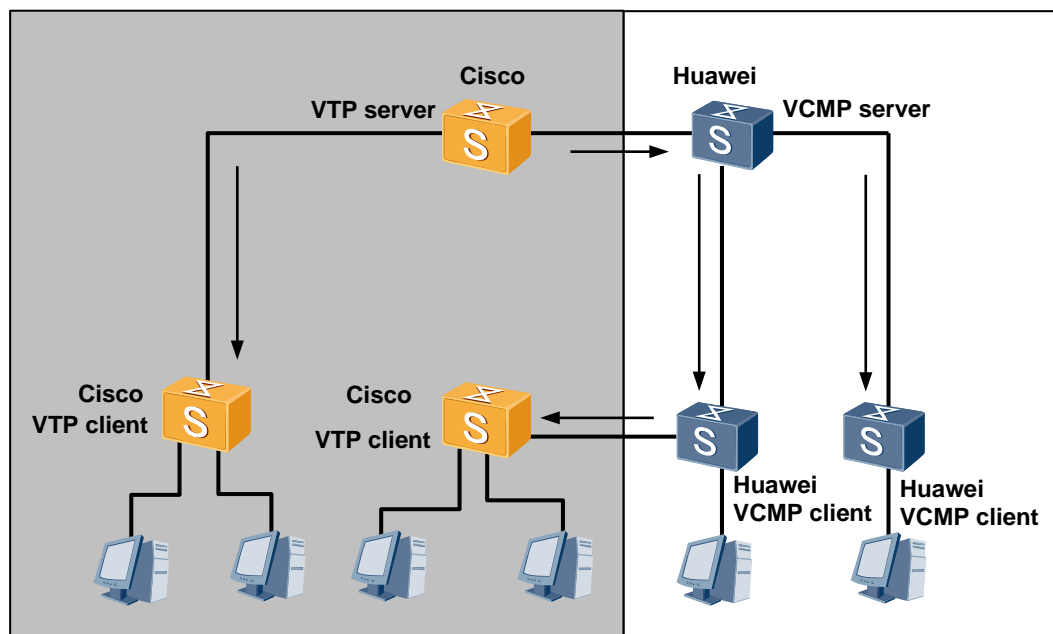 Cisco
Huawei
VTP server
VCMP server
S
S
Cisco
VTP client
S
Cisco
VTP client
S
S
S
Huawei
VCMP client
Huawei
VCMP client